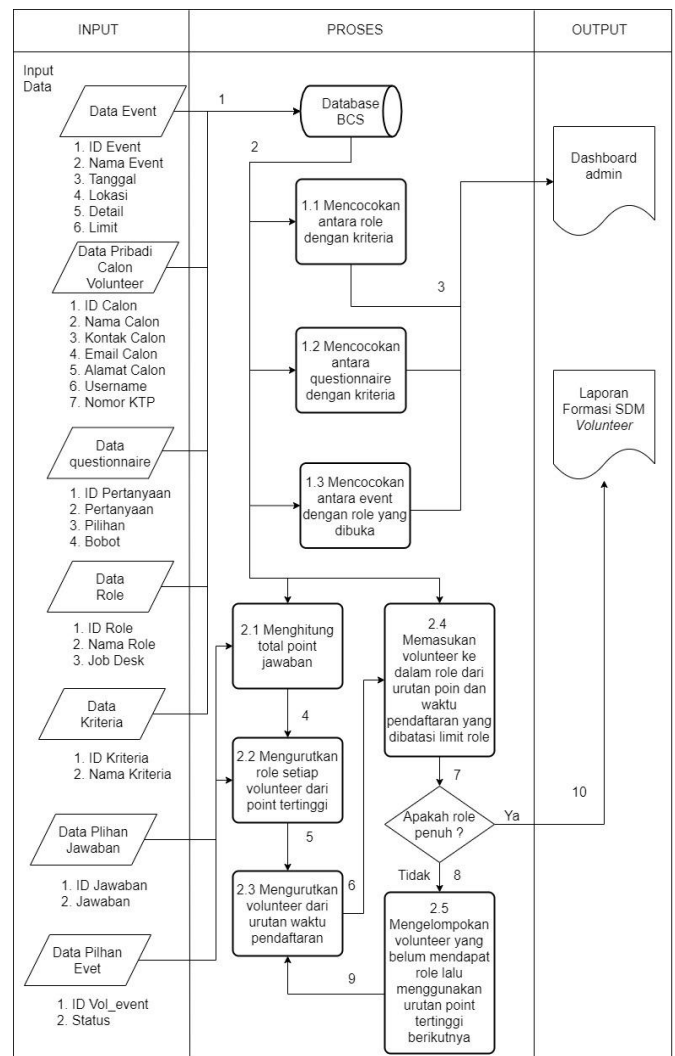 INPUT
PROSES
OUTPUT
Input
Data
Data Event
1. ID Event
2. Nama Event
3. Tanggal
4. Lokasi
5. Detail
6. Limit
Data Pribadi
Calon
Volunteer
1. ID Calon
2. Nama Calon
3. Kontak Calon
4. Email Calon
5. Alamat Calon
6. Username
7. Nomor KTP
Data
questionnaire
1. ID Pertanyaan
2. Pertanyaan
3. Pilihan
4. Bobot
Data
Role
1. ID Role
2. Nama Role
3. Job Desk
Data
Kriteria
1. ID Kriteria
2. Nama Kriteria
Data Plihan
Jawaban
1. ID Jawaban
2. Jawaban
Data Pilhan
Evet
1. ID Vol_event
2. Status
1
Database
BCS
2
1.1 Mencocokan
antara role
dengan kriteria
3
1.2 Mencocokan
antara
questionnaire
dengan kriteria
1.3 Mencocokan
antara event
dengan role yang
dibuka
2.1 Menghitung
total point
jawaban
4
2.2 Mengurutkan
role setiap
volunteer dari
point tertinggi
5
2.3 Mengurutkan
volunteer dari
urutan waktu
pendaftaran
6
2.4
Memasukan
volunteer ke
dalam role dari
urutan poin dan
waktu
pendaftaran yang
dibatasi limit role
7
Apakah role
penuh ?
Ya
Tidak
8
2.5
Mengelompokan
volunteer yang
belum mendapat
role lalu
menggunakan
urutan point
tertinggi
berikutnya
9
10
Dashboard
admin
Laporan
Formasi SDM
Volunteer